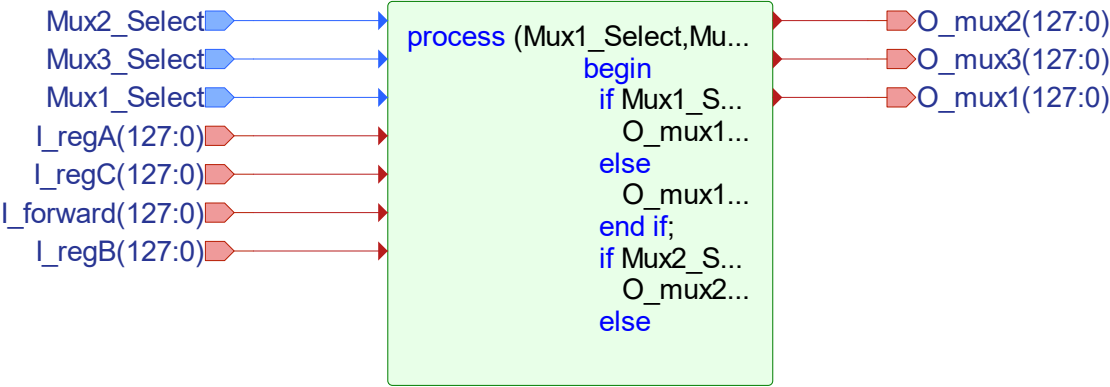 Mux2_Select
Mux3_Select
Mux1_Select
I_regA(127:0)
I_regC(127:0)
I_forward(127:0)
I_regB(127:0)
process (Mux1_Select,Mu...
begin
if Mux1_S...
O_mux1...
else
O_mux1...
end if;
if Mux2_S...
O_mux2...
else
O_mux2(127:0)
O_mux3(127:0)
O_mux1(127:0)